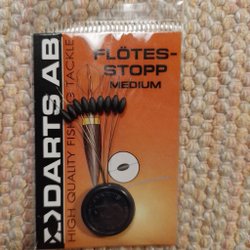 DARTS AB
HIGH QUALITY FISHING TACKLE
FLÖTES-
STOPP
MEDIUM